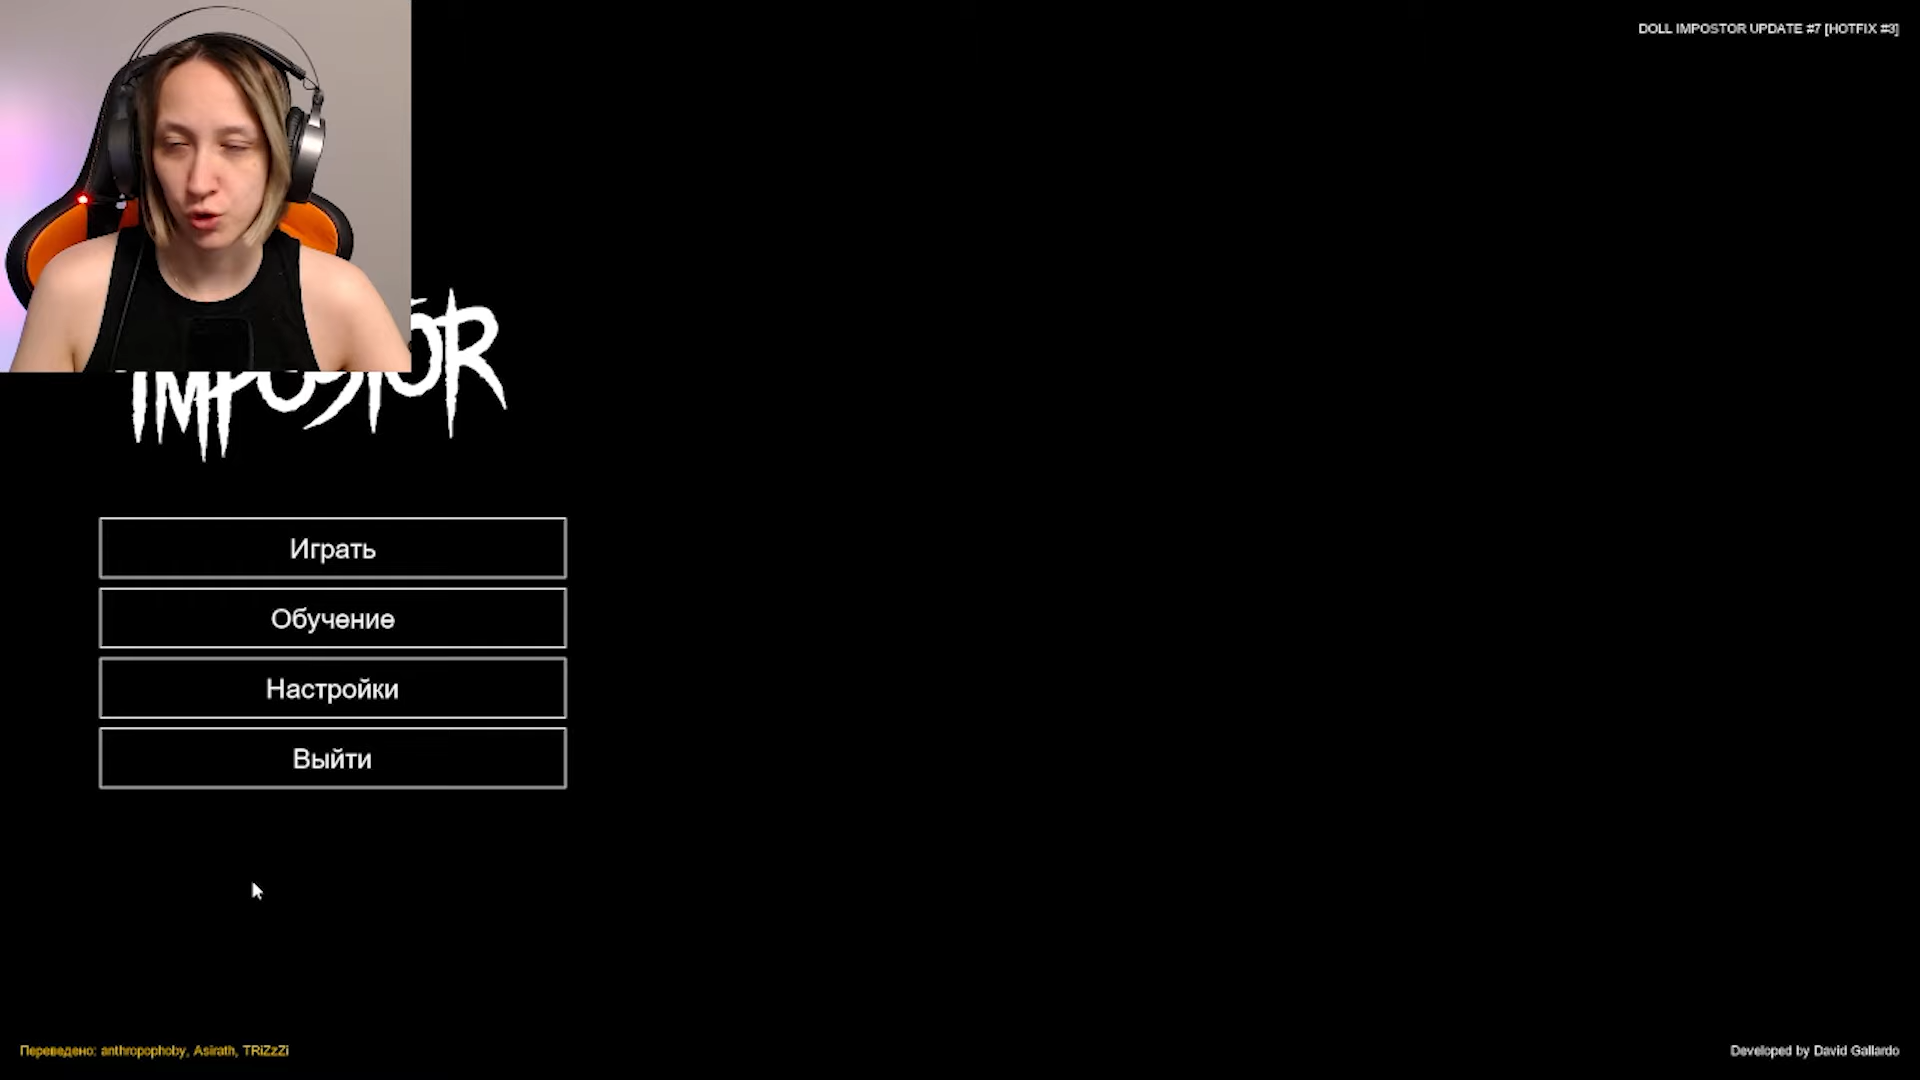 DOLL IMPOSTOR UPDATE #7 [HOTFIX #3]
IMPOSTOR
Играть
Обучение
Настройки
Выйти
Переведено: anthropophoby, Asirath, TRiZzZi
Developed by David Gallardo